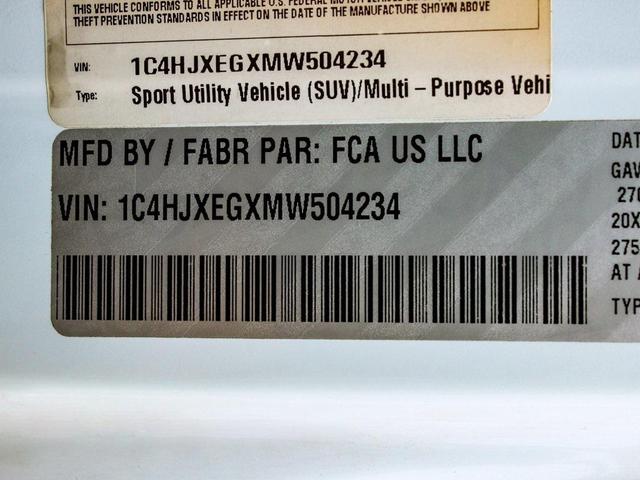 THIS VEHICLE CONFORMS TO ALL APPLICABLE U.S. FEDERAL MOTOR VEHICLE
THEFT PREVENTION STANDARDS IN EFFECT ON THE DATE OF THE MANUFACTURE SHOWN ABOVE
VIN: 1C4HJXEGXMW504234
Type: Sport Utility Vehicle (SUV)/Multi – Purpose Vehi
MFD BY / FABR PAR: FCA US LLC
VIN: 1C4HJXEGXMW504234
DAT
GAV
270
20X
275
AT
TYP